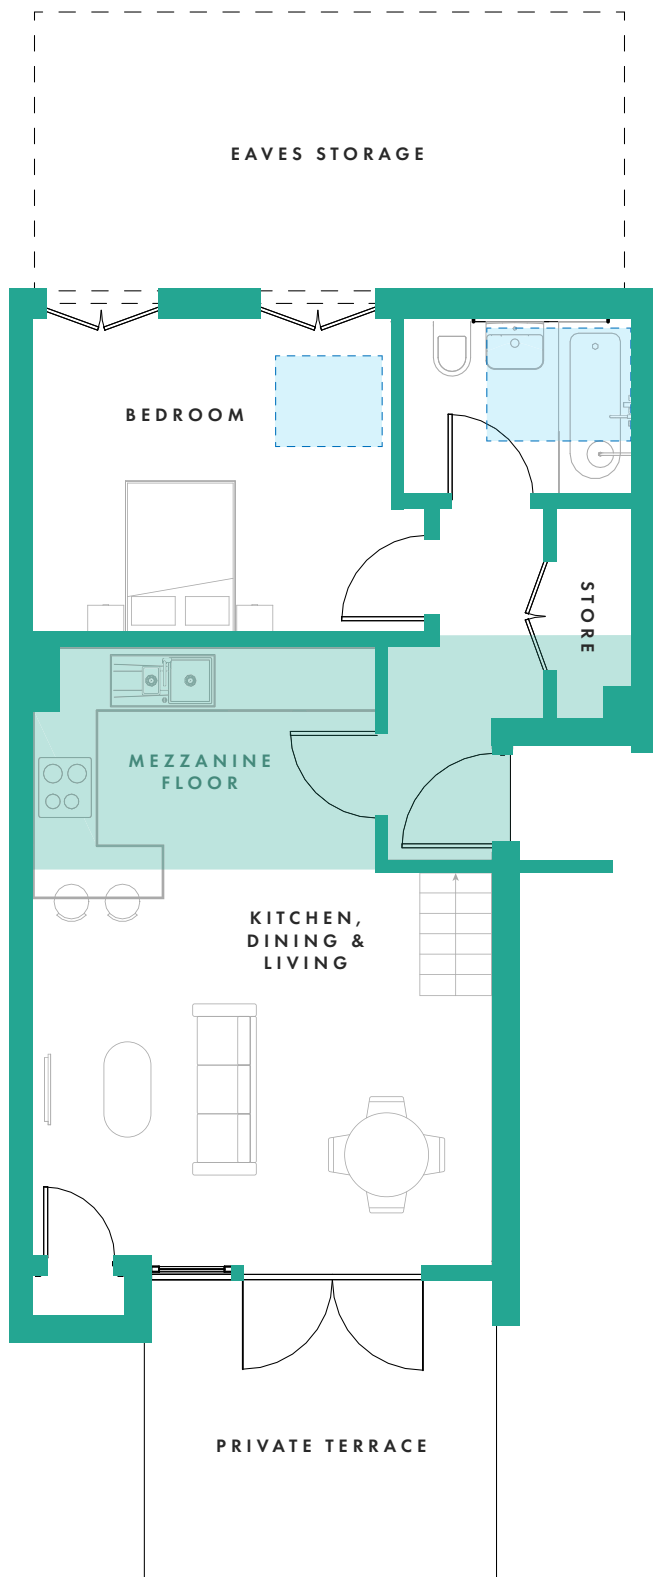 EAVES STORAGE
BEDROOM
STORE
MEZZANINE
FLOOR
KITCHEN,
DINING &
LIVING
PRIVATE TERRACE